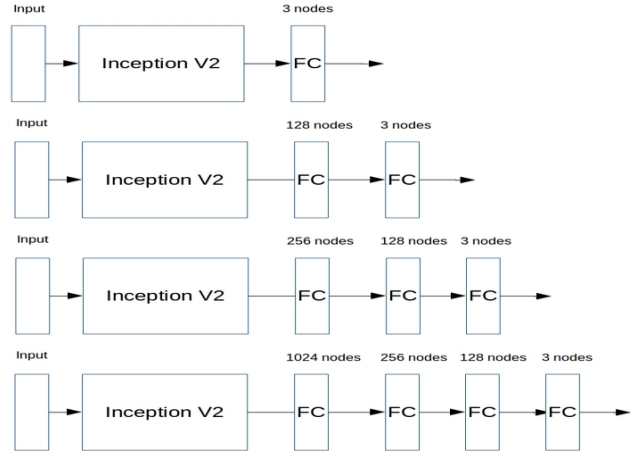 Input 3 nodes
Inception V2 FC
Input 128 nodes 3 nodes
Inception V2 FC FC
Input 256 nodes 128 nodes 3 nodes
Inception V2 FC FC FC
Input 1024 nodes 256 nodes 128 nodes 3 nodes
Inception V2 FC FC FC FC